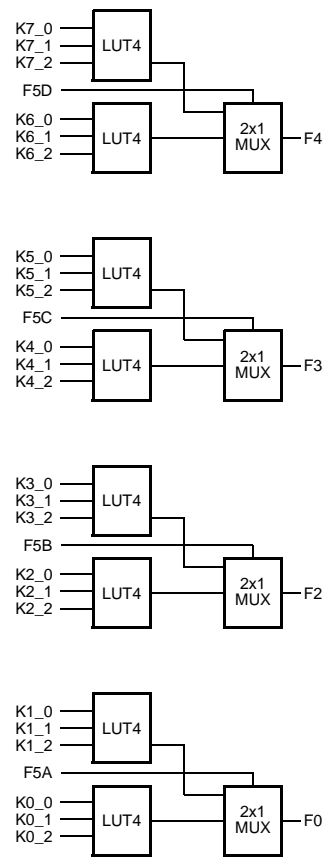 K7_0
K7_1
K7_2
LUT4
F5D
K6_0
K6_1
K6_2
LUT4
2x1
MUX
F4
K5_0
K5_1
K5_2
LUT4
F5C
K4_0
K4_1
K4_2
LUT4
2x1
MUX
F3
K3_0
K3_1
K3_2
LUT4
F5B
K2_0
K2_1
K2_2
LUT4
2x1
MUX
F2
K1_0
K1_1
K1_2
LUT4
F5A
K0_0
K0_1
K0_2
LUT4
2x1
MUX
F0